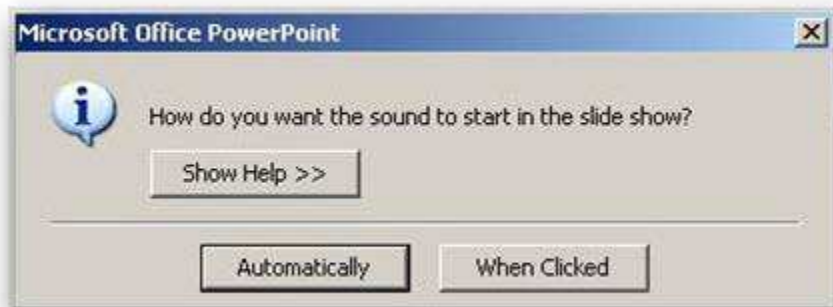 Microsoft Office PowerPoint
How do you want the sound to start in the slide show?
Show Help >>
Automatically When Clicked